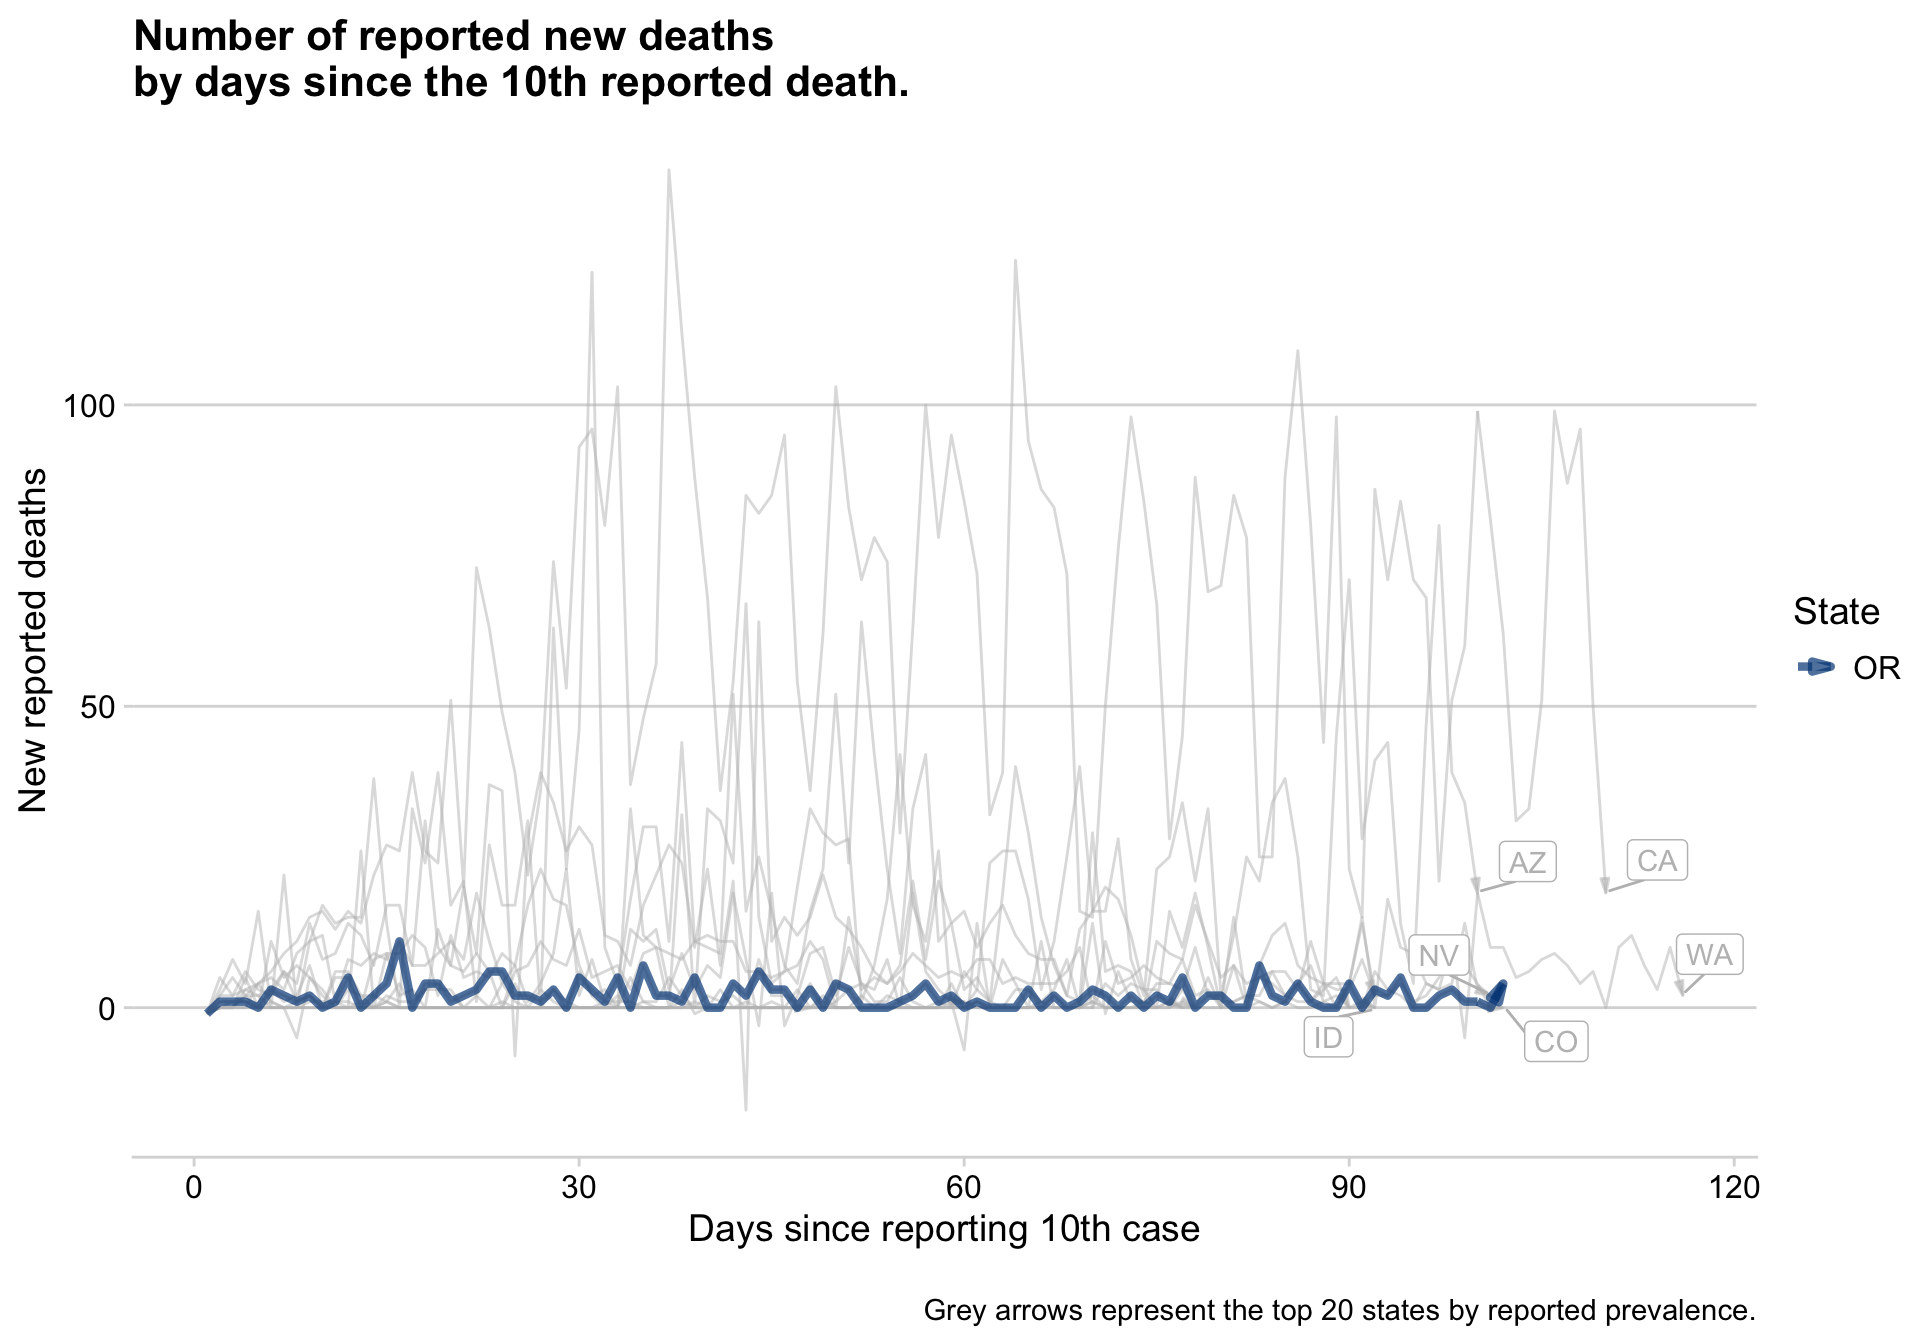 Number of reported new deaths
by days since the 10th reported death.
New reported deaths
100
50
0
AZ
CA
NV
WA
ID
CO
State
OR
0
30
60
90
120
Days since reporting 10th case
Grey arrows represent the top 20 states by reported prevalence.